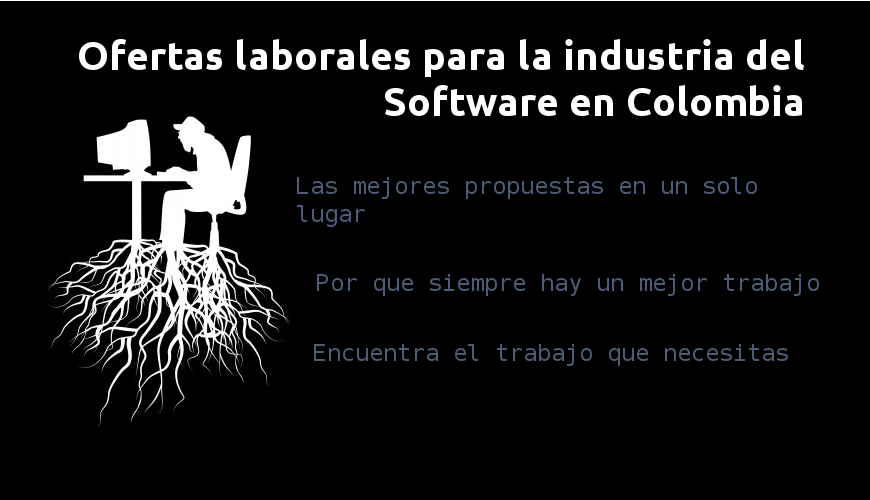 Ofertas laborales para la industria del
Software en Colombia
Las mejores propuestas en un solo
lugar
Por que siempre hay un mejor trabajo
Encuentra el trabajo que necesitas